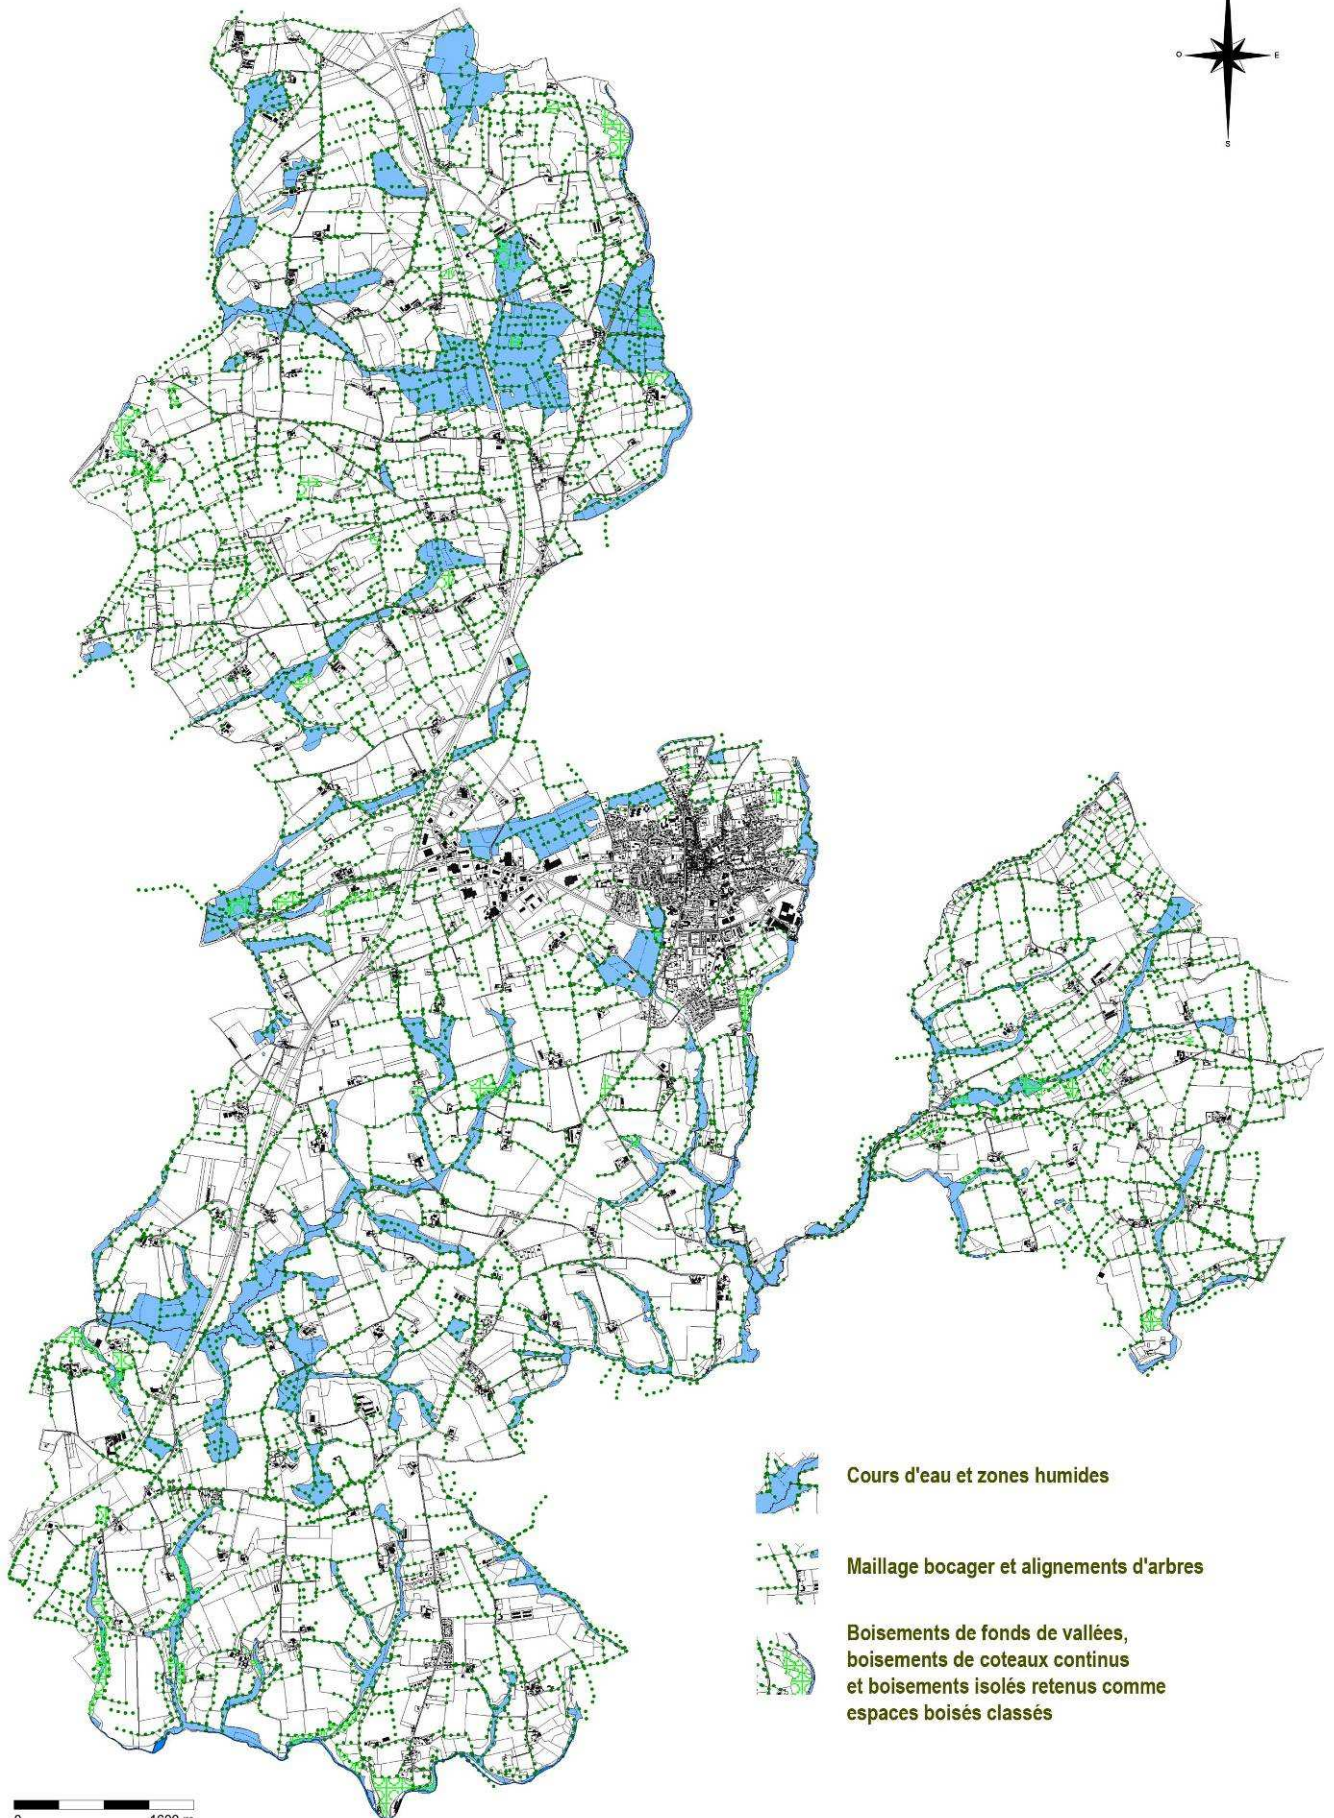 O
E
S
Cours d'eau et zones humides
Maillage bocager et alignements d'arbres
Boisements de fonds de vallées,
boisements de coteaux continus
et boisements isolés retenus comme
espaces boisés classés